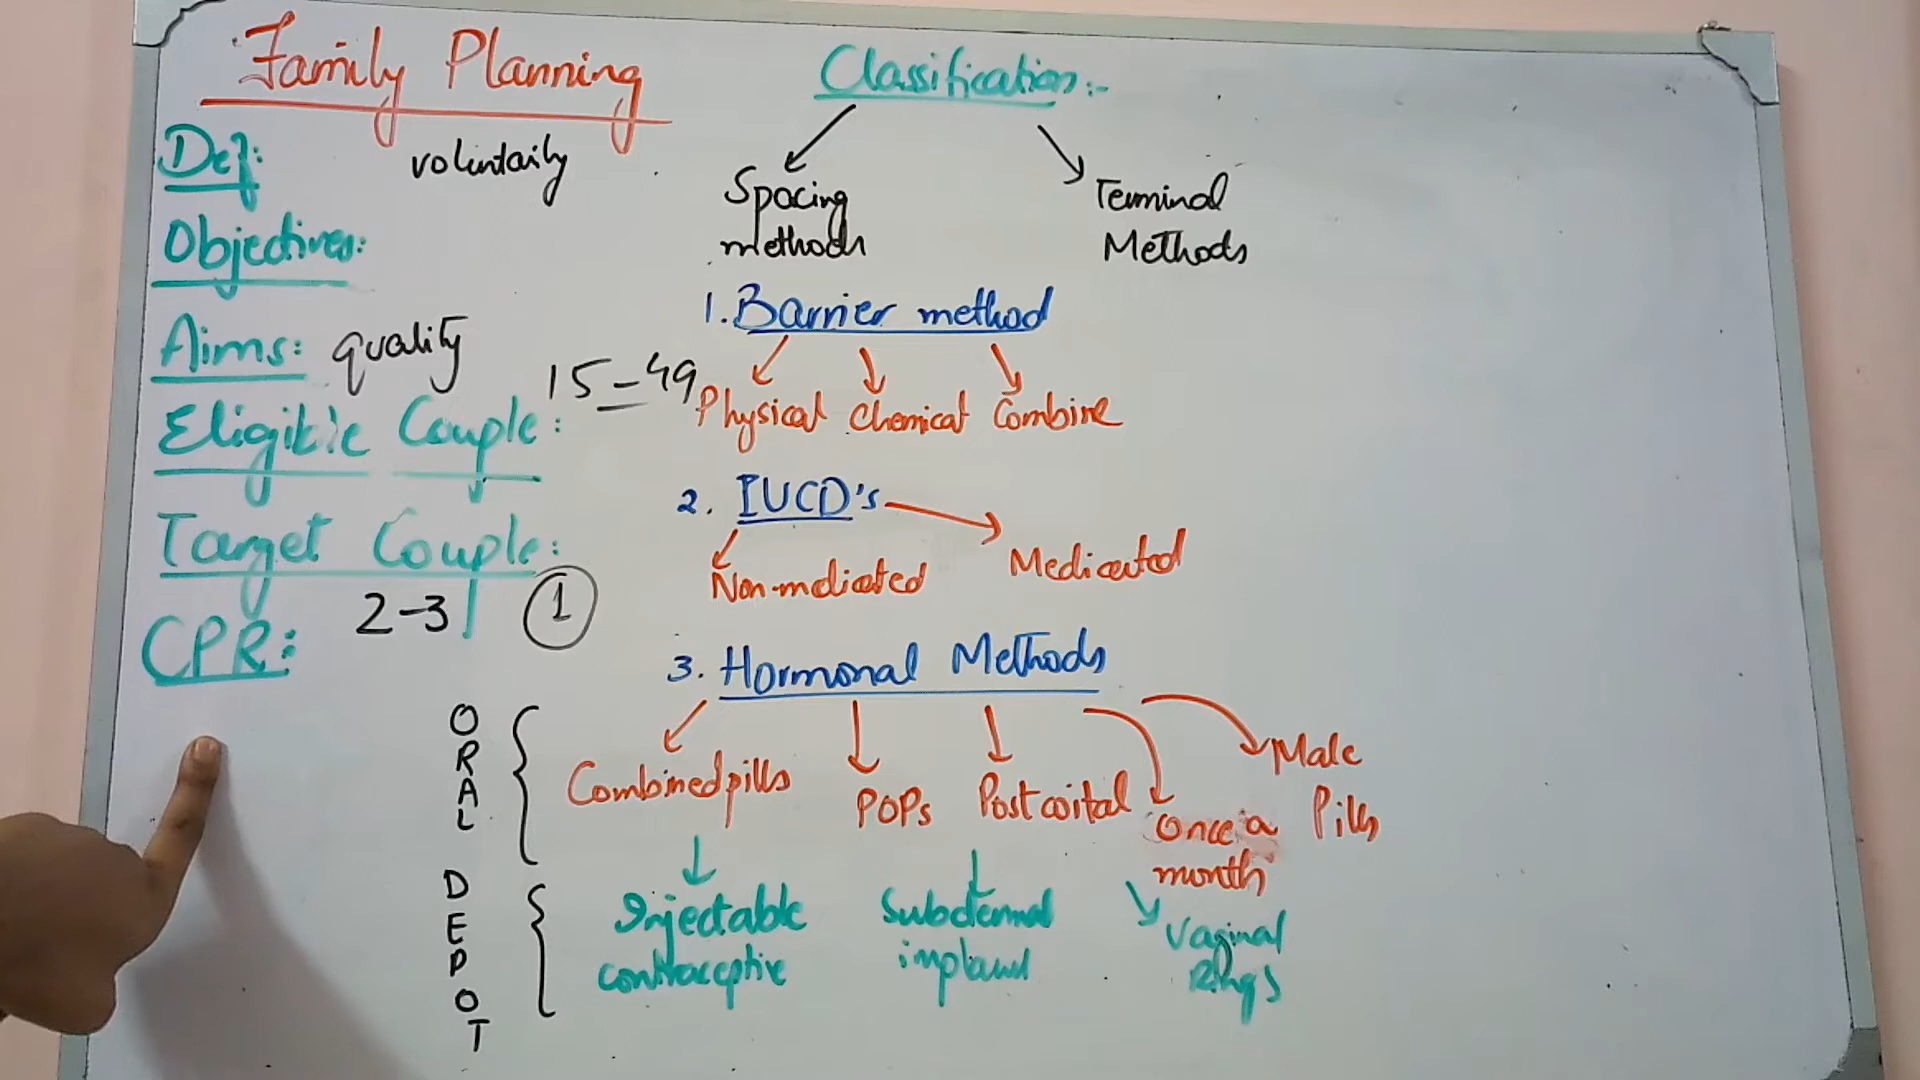 Family Planning
Def:
voluntaily
Objectives:
Aims: quality
Eligible Couple:
15-49
Target Couple:
2-3
1
CPR:
Classification:-
Spacing
methods
Terminal
Methods
1. Barrier method
Physical Chemical Combine
2. IUCD's
Non-mdicated
Medicated
3. Hormonal Methods
ORAL
Combined pills
POPs
Post coital
Once a
month
Male
Pills
DEPOT
Injectable
contraceptive
Subdermal
implant
Vaginal
Rings